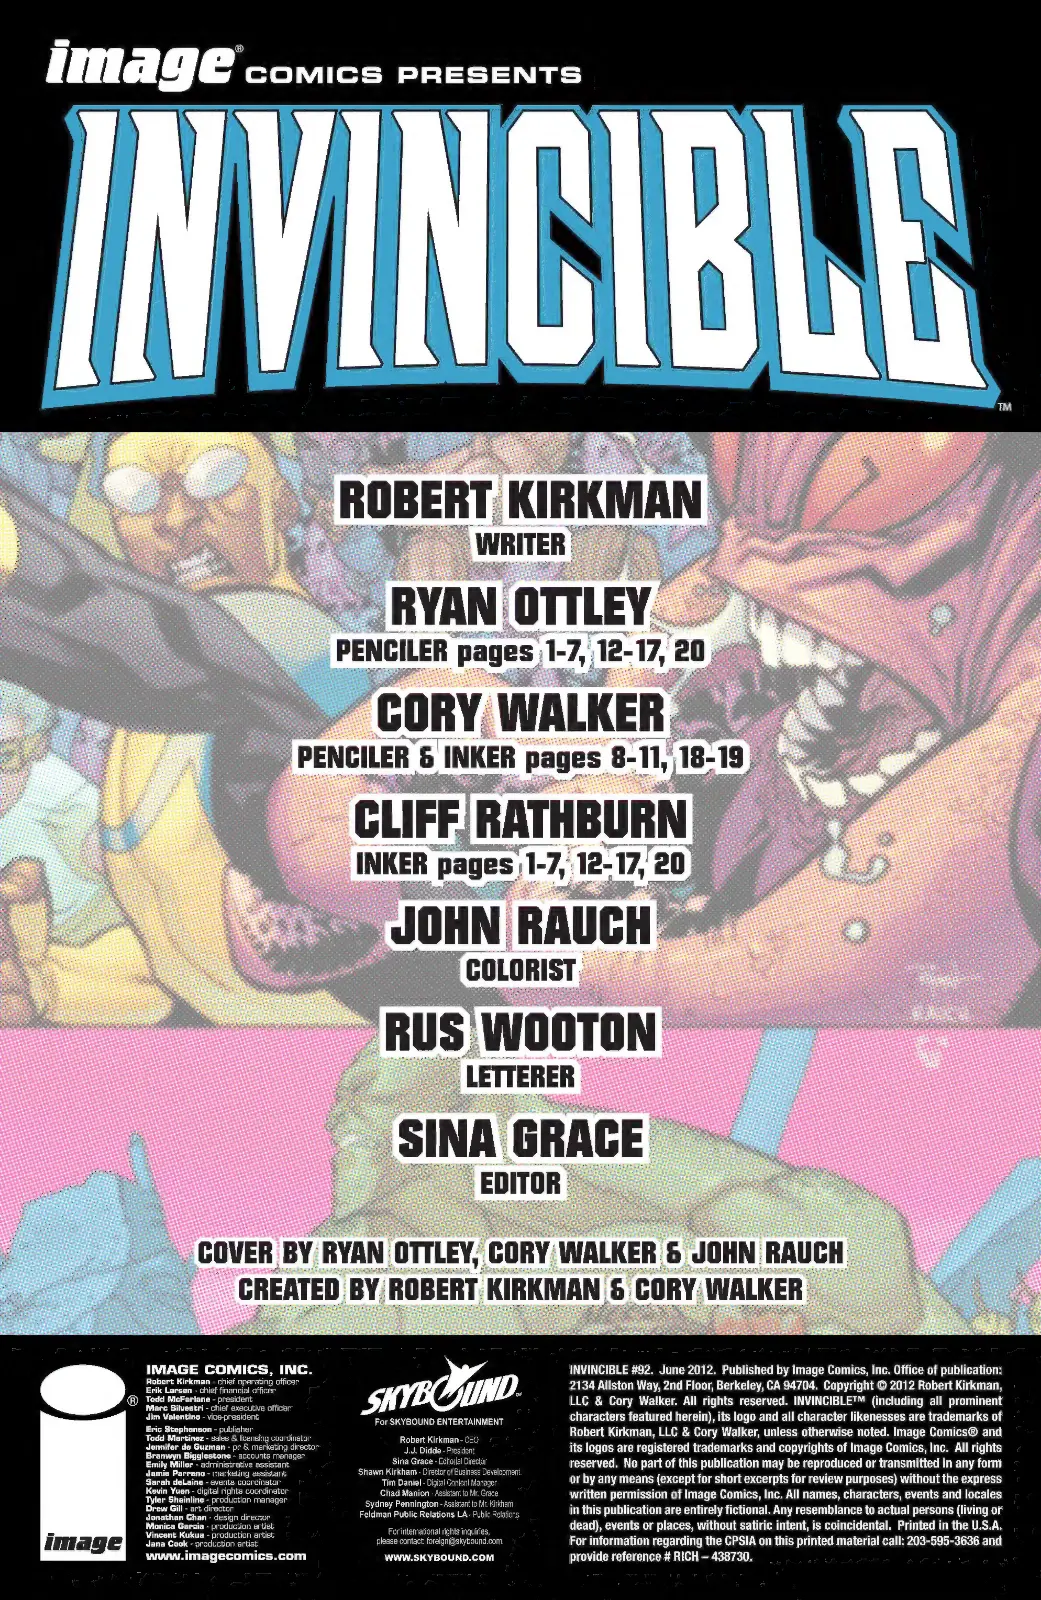 image® COMICS PRESENTS
INVINCIBLE™
ROBERT KIRKMAN
WRITER
RYAN OTTLEY
PENCILER pages 1-7, 12-17, 20
CORY WALKER
PENCILER & INKER pages 8-11, 18-19
CLIFF RATHBURN
INKER pages 1-7, 12-17, 20
JOHN RAUCH
COLORIST
RUS WOOTON
LETTERER
SINA GRACE
EDITOR
COVER BY RYAN OTTLEY, CORY WALKER & JOHN RAUCH
CREATED BY ROBERT KIRKMAN & CORY WALKER
®
image
IMAGE COMICS, INC.
Robert Kirkman - chief operating officer
Erik Larsen - chief financial officer
Todd McFarlane - president
Marc Silvestri - chief executive officer
Jim Valentino - vice-president
Eric Stephenson - publisher
Todd Martinez - sales & licensing coordinator
Jennifer de Guzman - pr & marketing director
Branwyn Bigglestone - accounts manager
Emily Miller - administrative assistant
Jamie Parreno - marketing assistant
Sarah deLaine - events coordinator
Kevin Yuen - digital rights coordinator
Tyler Shainline - production manager
Drew Gill - art director
Jonathan Chan - design director
Monica Garcia - production artist
Vincent Kukua - production artist
Jana Cook - production artist
www.imagecomics.com
SKYBOUND™
For SKYBOUND ENTERTAINMENT
Robert Kirkman - CEO
J.J. Didde - President
Sina Grace - Editorial Director
Shawn Kirkham - Director of Business Development
Tim Daniel - Digital Content Manager
Chad Manion - Assistant to Mr. Grace
Sydney Pennington - Assistant to Mr. Kirkham
Feldman Public Relations LA - Public Relations
For international rights inquiries,
please contact: foreign@skybound.com
WWW.SKYBOUND.COM
INVINCIBLE #92. June 2012. Published by Image Comics, Inc. Office of publication:
2134 Allston Way, 2nd Floor, Berkeley, CA 94704. Copyright © 2012 Robert Kirkman,
LLC & Cory Walker. All rights reserved. INVINCIBLE™ (including all prominent
characters featured herein), its logo and all character likenesses are trademarks of
Robert Kirkman, LLC & Cory Walker, unless otherwise noted. Image Comics® and
its logos are registered trademarks and copyrights of Image Comics, Inc. All rights
reserved. No part of this publication may be reproduced or transmitted in any form
or by any means (except for short excerpts for review purposes) without the express
written permission of Image Comics, Inc. All names, characters, events and locales
in this publication are entirely fictional. Any resemblance to actual persons (living or
dead), events or places, without satiric intent, is coincidental. Printed in the U.S.A.
For information regarding the CPSIA on this printed material call: 203-595-3636 and
provide reference # RICH – 438730.